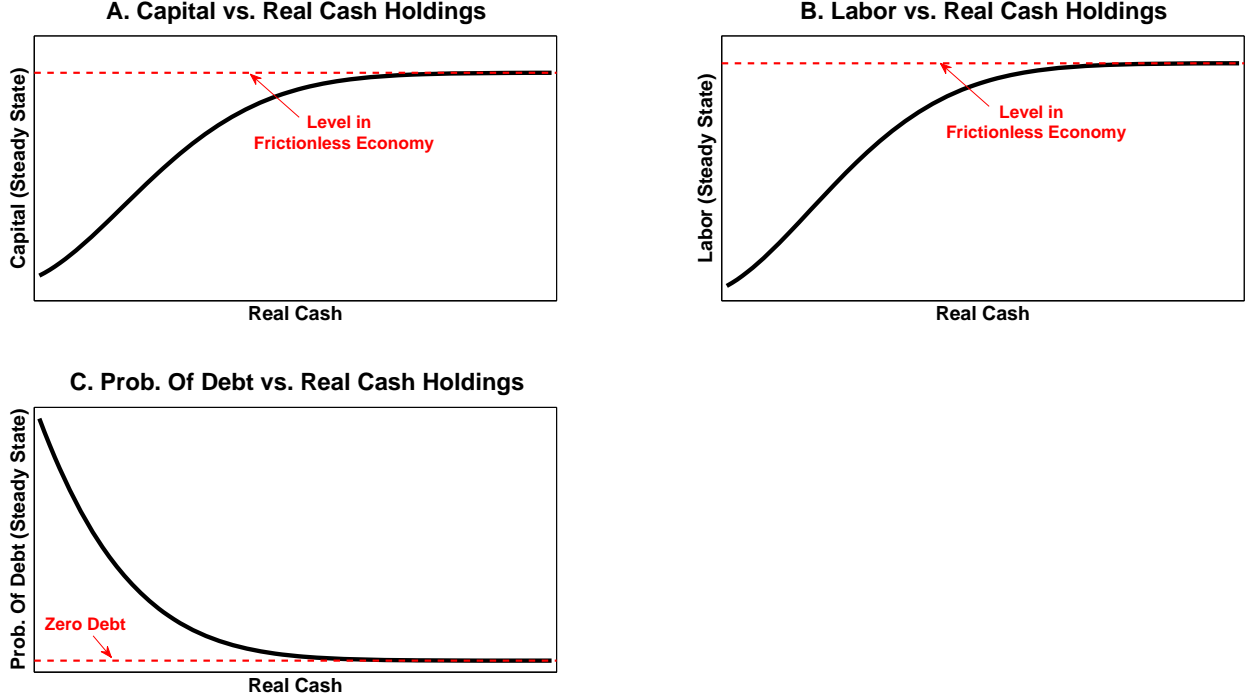 A. Capital vs. Real Cash Holdings
Capital (Steady State)
Level in
Frictionless Economy
Real Cash
B. Labor vs. Real Cash Holdings
Labor (Steady State)
Level in
Frictionless Economy
Real Cash
C. Prob. Of Debt vs. Real Cash Holdings
Prob. Of Debt (Steady State)
Zero Debt
Real Cash